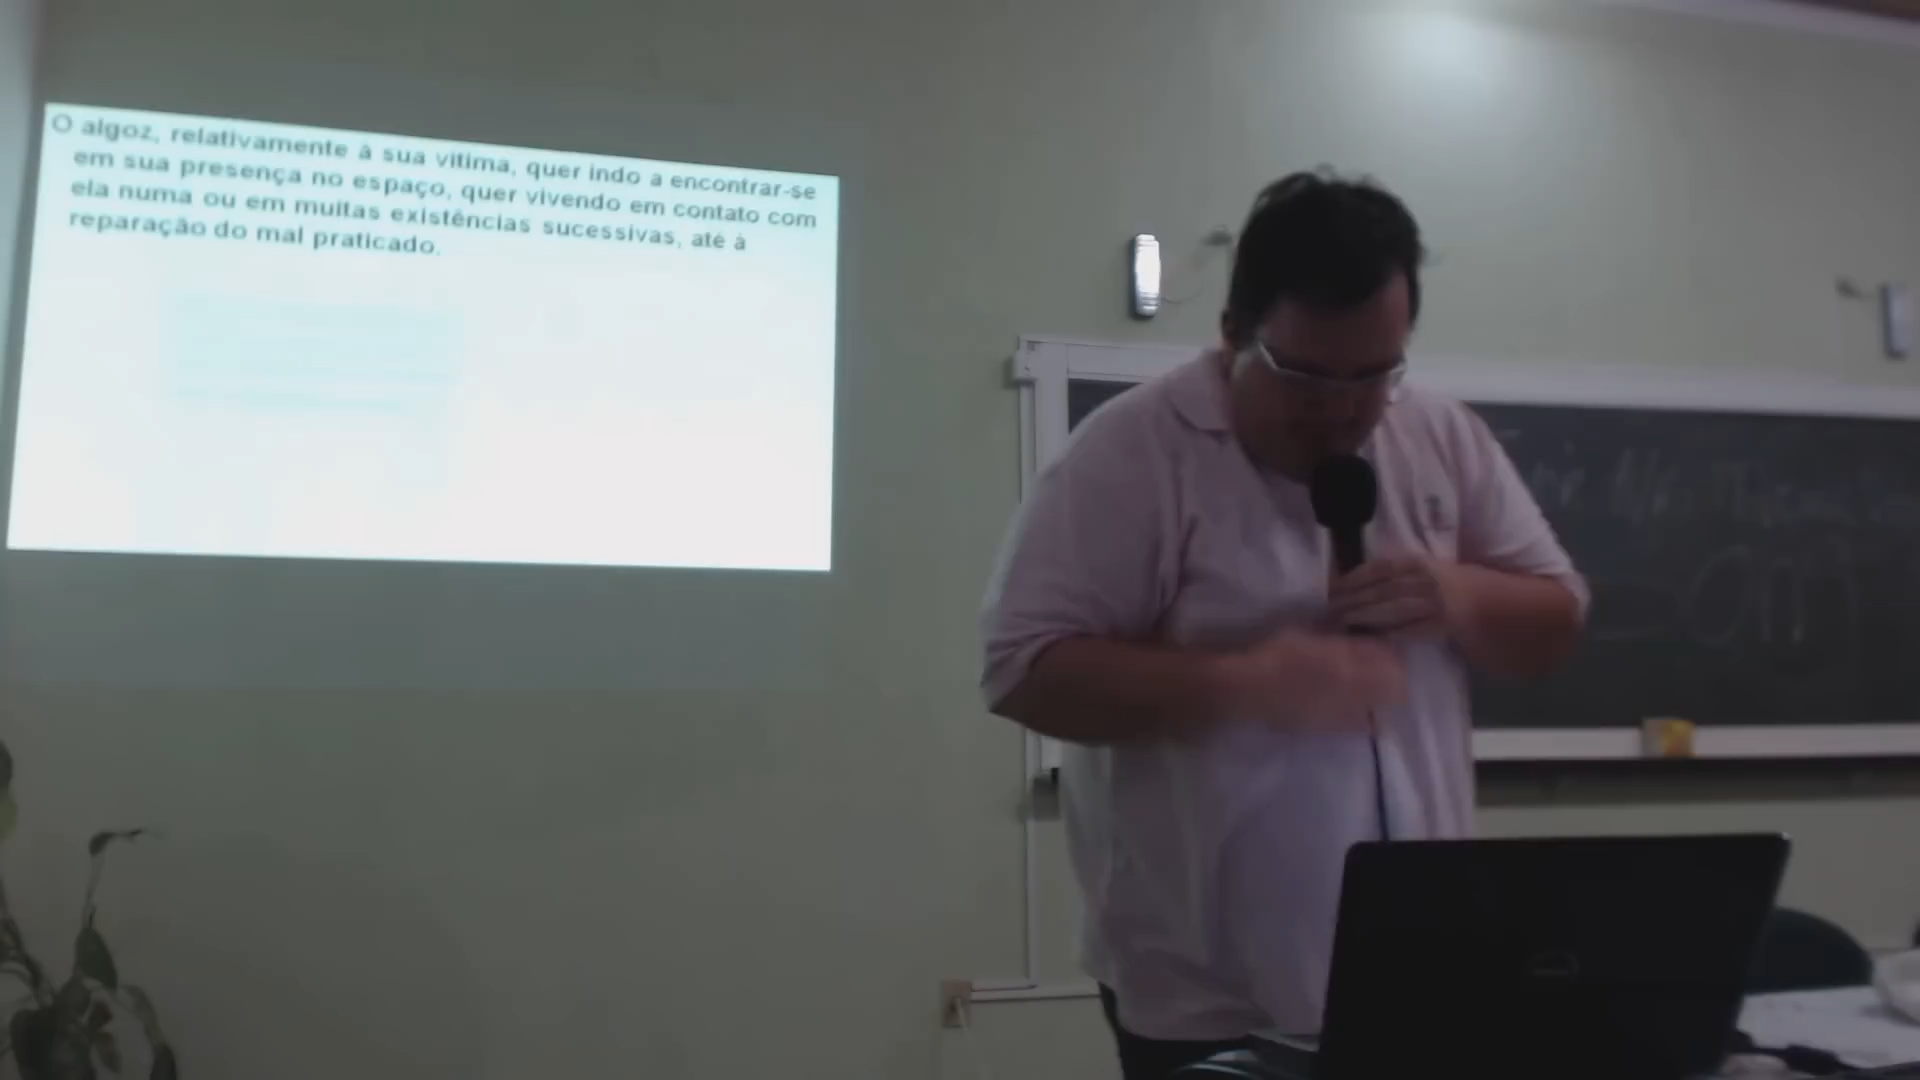 O algoz, relativamente à sua vitima, quer indo a encontrar-se
em sua presença no espaço, quer vivendo em contato com
ela numa ou em muitas existências sucessivas, até à
reparação do mal praticado.